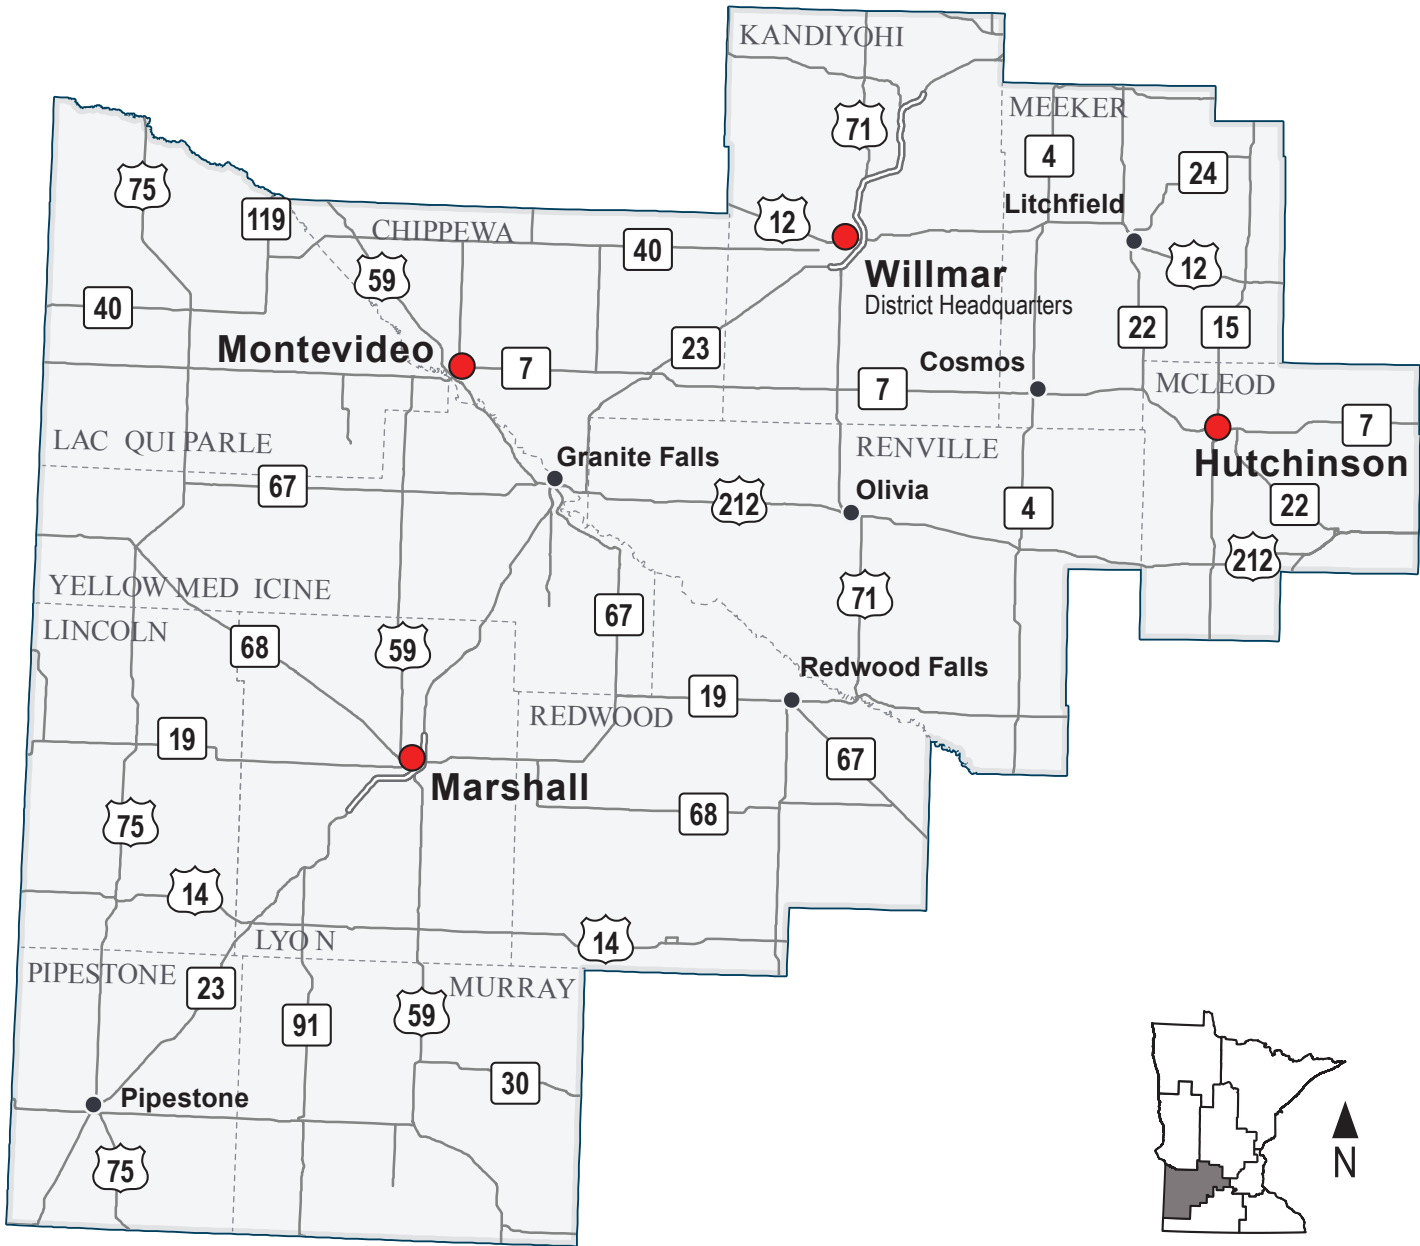 KANDIYOHI
MEEKER
71
4
24
75
Litchfield
119
CHIPPEWA
12
40
12
59
Willmar
District Headquarters
40
22
15
Montevideo
23
7
Cosmos
7
MCLEOD
7
LAC QUI PARLE
RENVILLE
Granite Falls
Hutchinson
67
Olivia
212
4
22
212
YELLOW MED ICINE
71
67
LINCOLN
68
59
Redwood Falls
19
REDWOOD
19
67
Marshall
75
68
14
LYO N
14
PIPESTONE
23
MURRAY
91
59
30
Pipestone
75
N